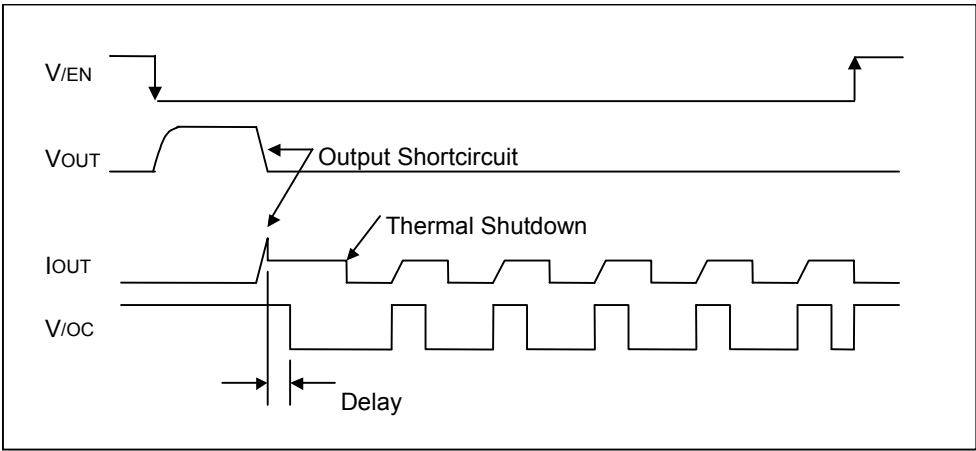 V/EN
VOUT
Output Shortcircuit
Thermal Shutdown
IOUT
V/OC
Delay